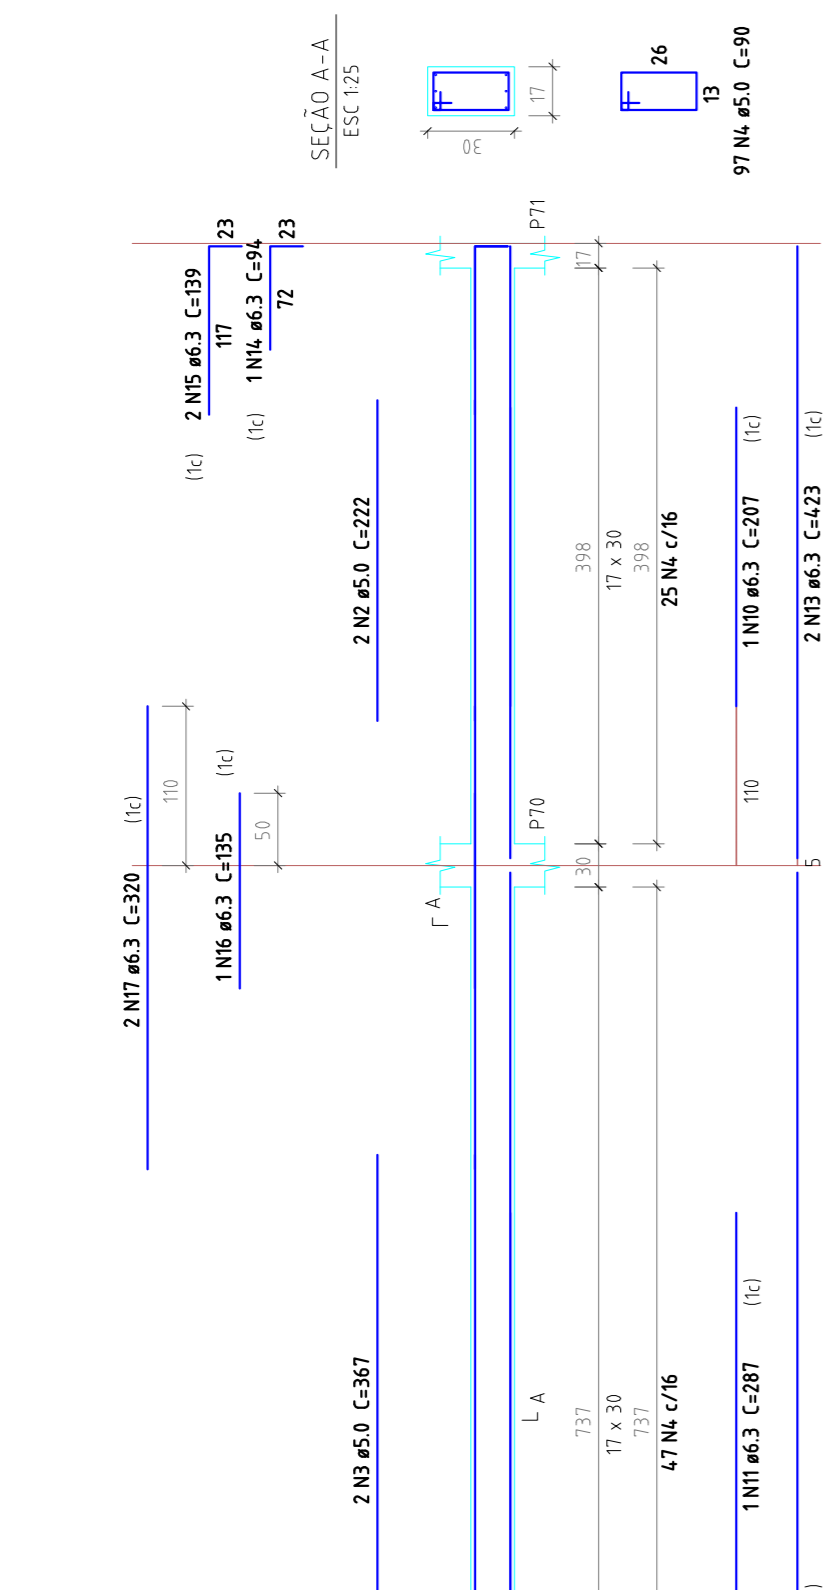 SEÇÃO A-A
ESC 1:25
30
17
26
13
97 N4 ø5.0 C=90
2 N15 ø6.3 C=139
117
23
(1c)
1 N14 ø6.3 C=94
72
23
(1c)
P71
17
2 N2 ø5.0 C=222
398
17 x 30
398
25 N4 c/16
1 N10 ø6.3 C=207
(1c)
110
2 N13 ø6.3 C=423
(1c)
5
2 N17 ø6.3 C=320
(1c)
110
1 N16 ø6.3 C=135
(1c)
50
P70
30
A
2 N3 ø5.0 C=367
A
737
17 x 30
737
47 N4 c/16
1 N11 ø6.3 C=287
(1c)